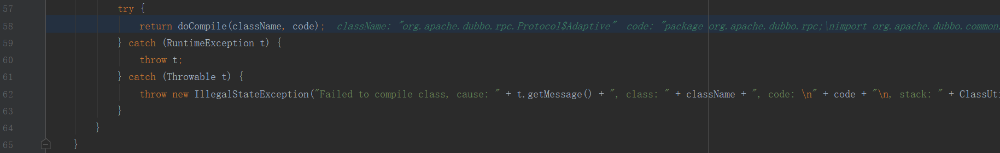 57 try {
58 return doCompile(className, code); className: "org.apache.dubbo.rpc.Protocol$Adaptive" code: "package org.apache.dubbo.rpc;\nimport org.apache.dubbo.common.
59 } catch (RuntimeException t) {
60 throw t;
61 } catch (Throwable t) {
62 throw new IllegalStateException("Failed to compile class, cause: " + t.getMessage() + ", class: " + className + ", code: \n" + code + "\n, stack: " + ClassUti
63 }
64 }
65 }